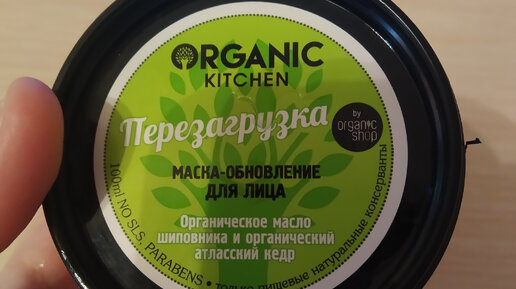 ORGANIC
KITCHEN
Перезагрузка
by
organic
shop
МАСКА-ОБНОВЛЕНИЕ
ДЛЯ ЛИЦА
Органическое масло
шиповника и органический
атласский кедр
100ml NO SLS, PARABENS • только пищевые натуральные консерванты